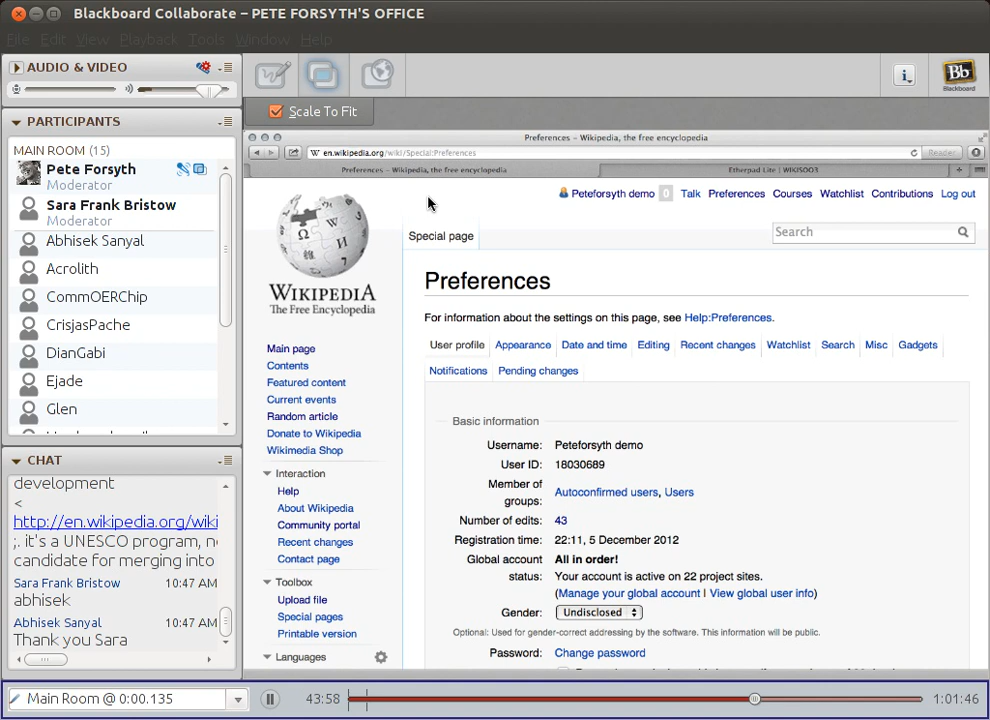 Blackboard Collaborate – PETE FORSYTH'S OFFICE
File Edit View Playback Tools Window Help
AUDIO & VIDEO
PARTICIPANTS
MAIN ROOM (15)
Pete Forsyth
Moderator
Sara Frank Bristow
Moderator
Abhisek Sanyal
Acrolith
CommOERChip
CrisjasPache
DianGabi
Ejade
Glen
CHAT
development
<
http://en.wikipedia.org/wiki
;. it's a UNESCO program, n
candidate for merging into
Sara Frank Bristow 10:47 AM
abhisek
Abhisek Sanyal 10:47 AM
Thank you Sara
Main Room @ 0:00.135
43:58
1:01:46
i
Bb
Blackboard
Scale To Fit
Preferences – Wikipedia, the free encyclopedia
W en.wikipedia.org/wiki/Special:Preferences
Reader
Preferences – Wikipedia, the free encyclopedia
Etherpad Lite | WIKISOO3
Peteforsyth demo 0 Talk Preferences Courses Watchlist Contributions Log out
Special page
Search
WIKIPEDIA
The Free Encyclopedia
Main page
Contents
Featured content
Current events
Random article
Donate to Wikipedia
Wikimedia Shop
Interaction
Help
About Wikipedia
Community portal
Recent changes
Contact page
Toolbox
Upload file
Special pages
Printable version
Languages
Preferences
For information about the settings on this page, see Help:Preferences.
User profile Appearance Date and time Editing Recent changes Watchlist Search Misc Gadgets
Notifications Pending changes
Basic information
Username: Peteforsyth demo
User ID: 18030689
Member of groups: Autoconfirmed users, Users
Number of edits: 43
Registration time: 22:11, 5 December 2012
Global account status: All in order!
Your account is active on 22 project sites.
(Manage your global account | View global user info)
Gender: Undisclosed
Optional: Used for gender-correct addressing by the software. This information will be public.
Password: Change password